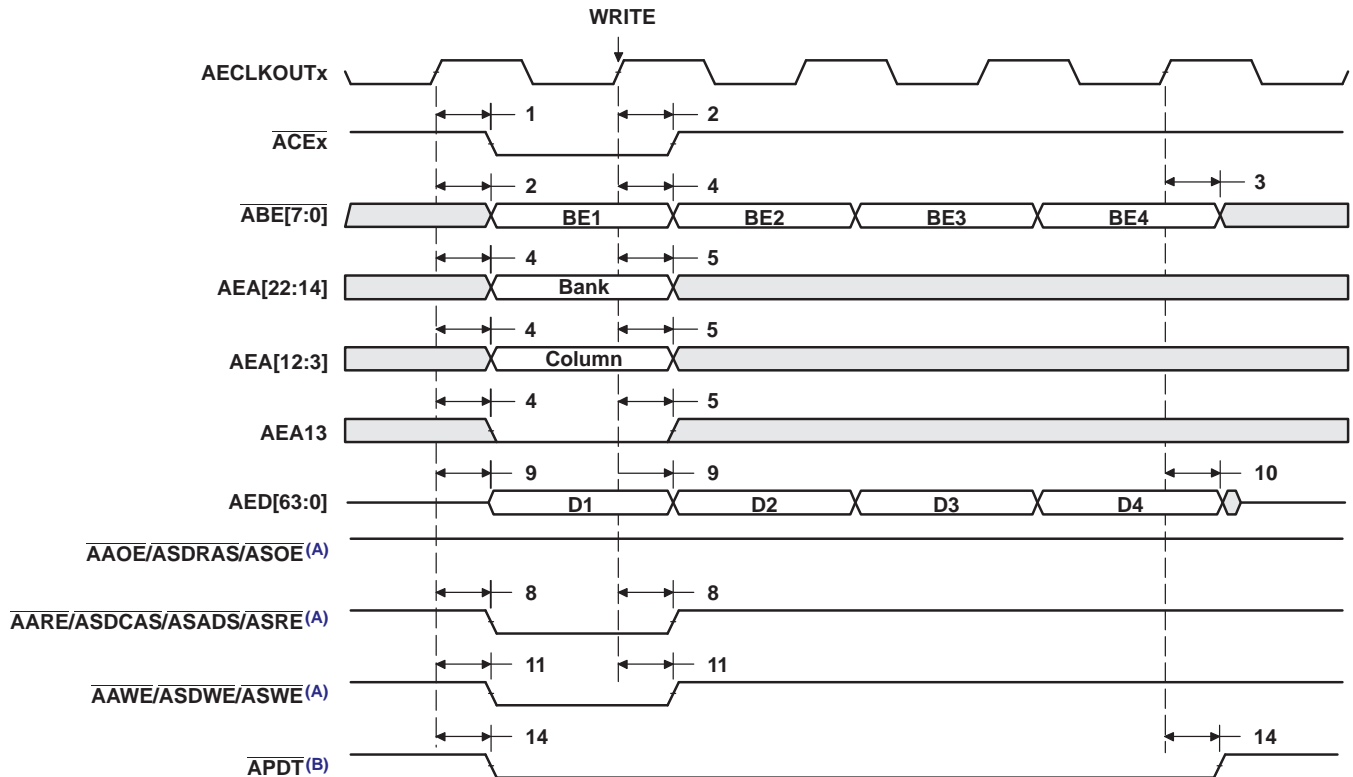 WRITE
AECLKOUTx
1 2
ACEx
2 4 3
ABE[7:0] BE1 BE2 BE3 BE4
4 5
AEA[22:14] Bank
4 5
AEA[12:3] Column
4 5
AEA13
9 9 10
AED[63:0] D1 D2 D3 D4
AAOE/ASDRAS/ASOE(A)
8 8
AARE/ASDCAS/ASADS/ASRE(A)
11 11
AAWE/ASDWE/ASWE(A)
14 14
APDT(B)